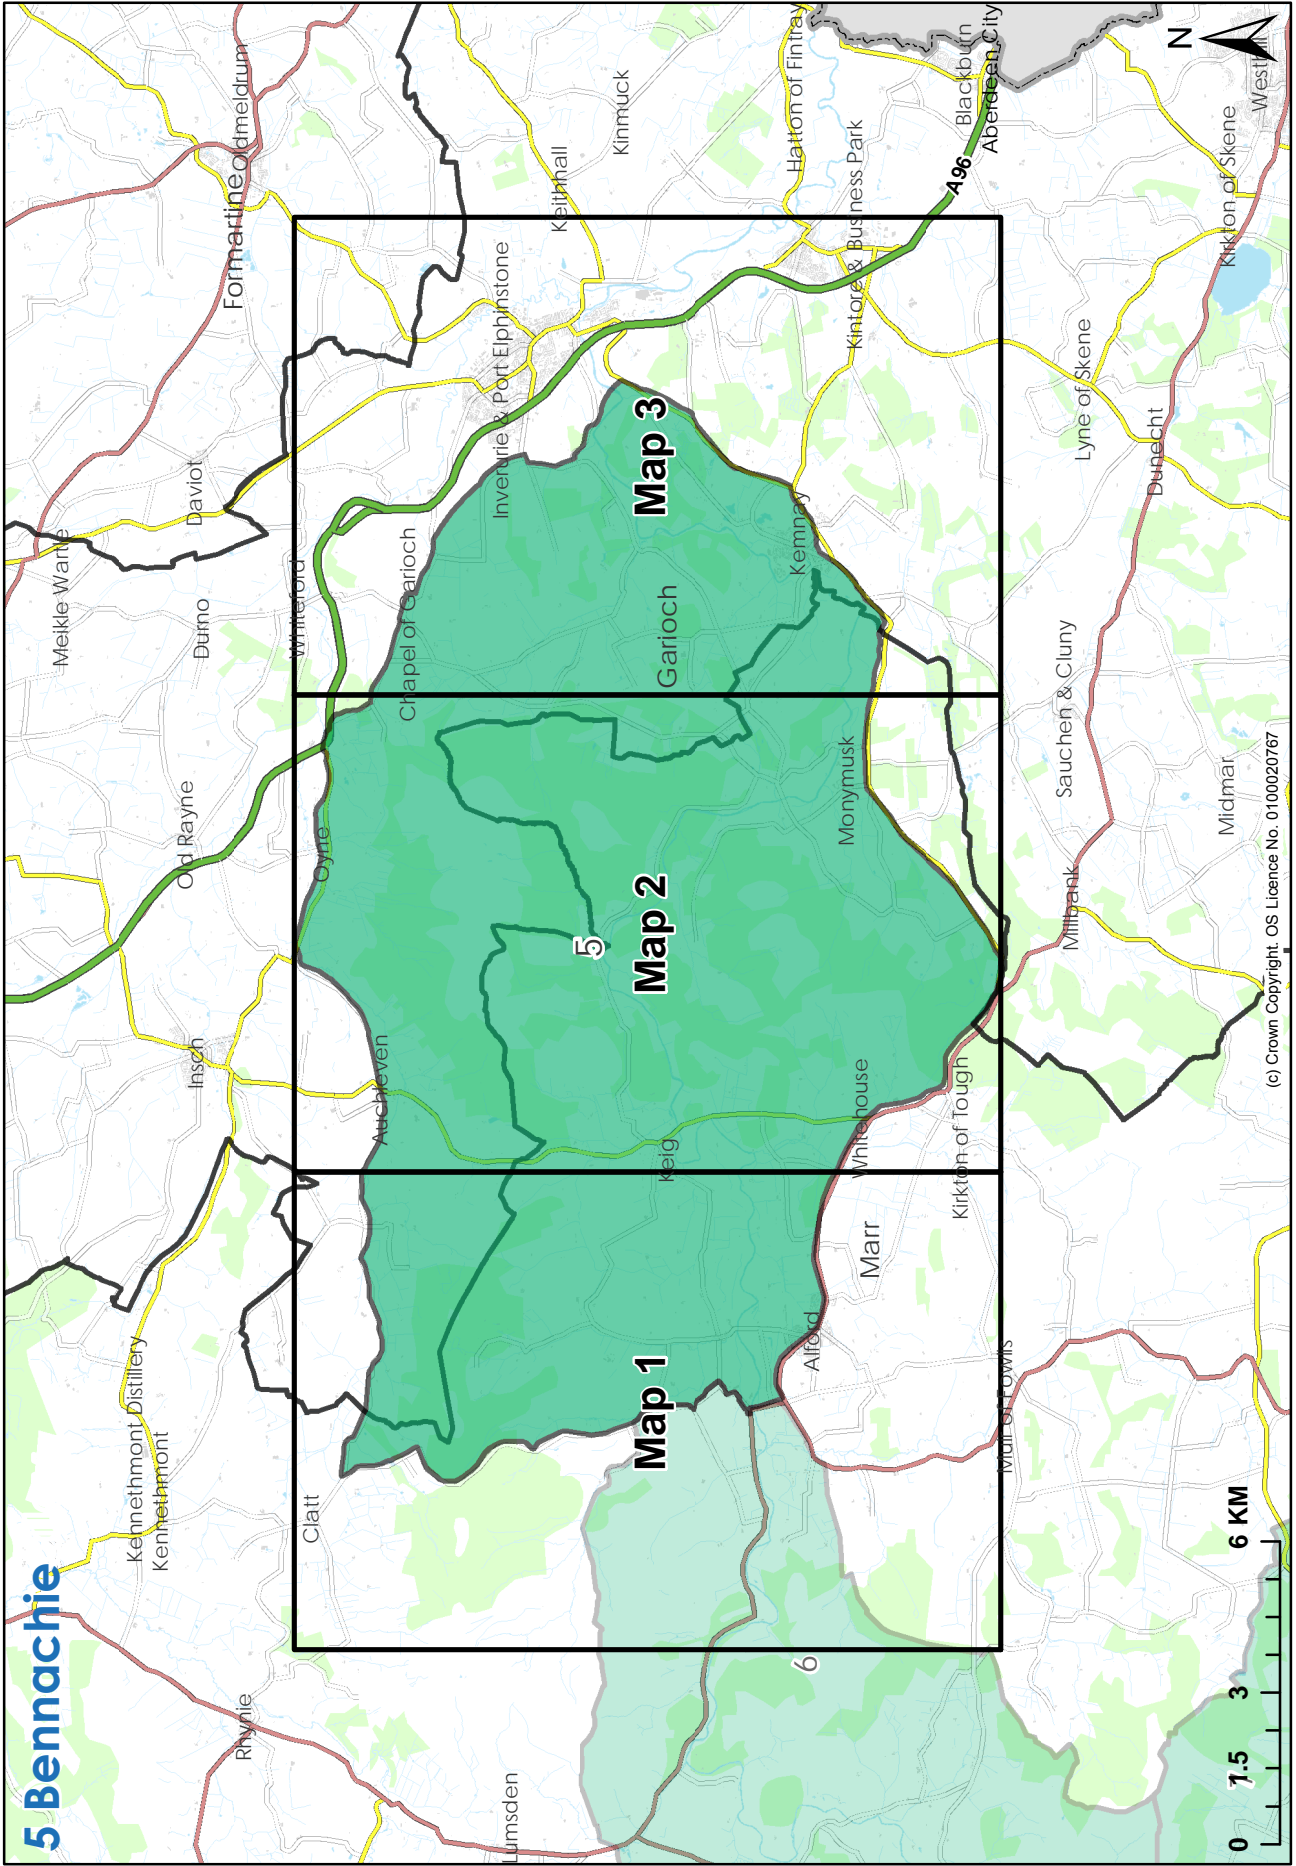 5 Bennachie
Rhynie
Lumsden
Kennethmont Distillery
Kennethmont
Clatt
Insch
Auchleven
Old Rayne
Oyne
Meikle Wartle
Durno
Daviot
Whiteford
Chapel of Garioch
Formartine
Oldmeldrum
Inverurie & Port Elphinstone
Keithhall
Kinmuck
Hatton of Fintray
Blackburn
Aberdeen City
A96
Kintore & Business Park
Map 1
Map 2
Map 3
5
6
7
Garioch
Kemnay
Monymusk
Keig
Whitehouse
Kirkton of Tough
Marr
Alford
Muir of Fowlis
Millbank
Sauchen & Cluny
Midmar
Dunecht
Lyne of Skene
Kirkton of Skene
Westhill
N
0 1.5 3 6 KM
(c) Crown Copyright. OS Licence No. 0100020767